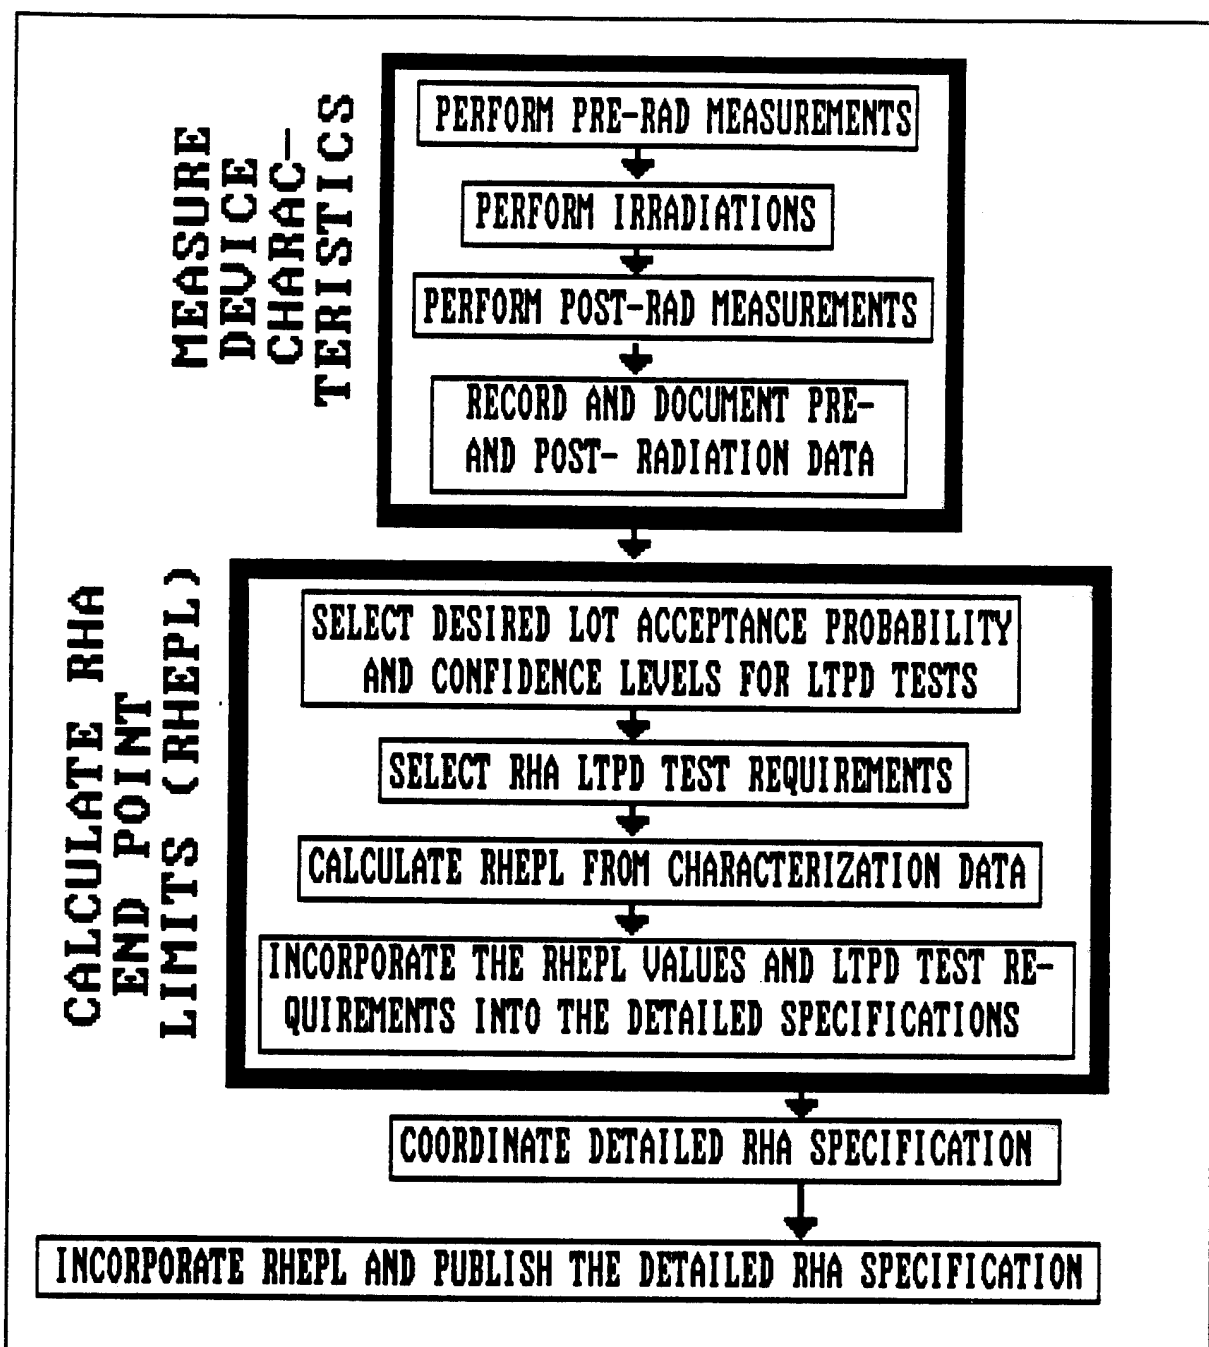 MEASURE
DEVICE
CHARAC-
TERISTICS
PERFORM PRE-RAD MEASUREMENTS
PERFORM IRRADIATIONS
PERFORM POST-RAD MEASUREMENTS
RECORD AND DOCUMENT PRE-
AND POST- RADIATION DATA
CALCULATE RHA
END POINT
LIMITS (RHEPL)
SELECT DESIRED LOT ACCEPTANCE PROBABILITY
AND CONFIDENCE LEVELS FOR LTPD TESTS
SELECT RHA LTPD TEST REQUIREMENTS
CALCULATE RHEPL FROM CHARACTERIZATION DATA
INCORPORATE THE RHEPL VALUES AND LTPD TEST RE-
QUIREMENTS INTO THE DETAILED SPECIFICATIONS
COORDINATE DETAILED RHA SPECIFICATION
INCORPORATE RHEPL AND PUBLISH THE DETAILED RHA SPECIFICATION